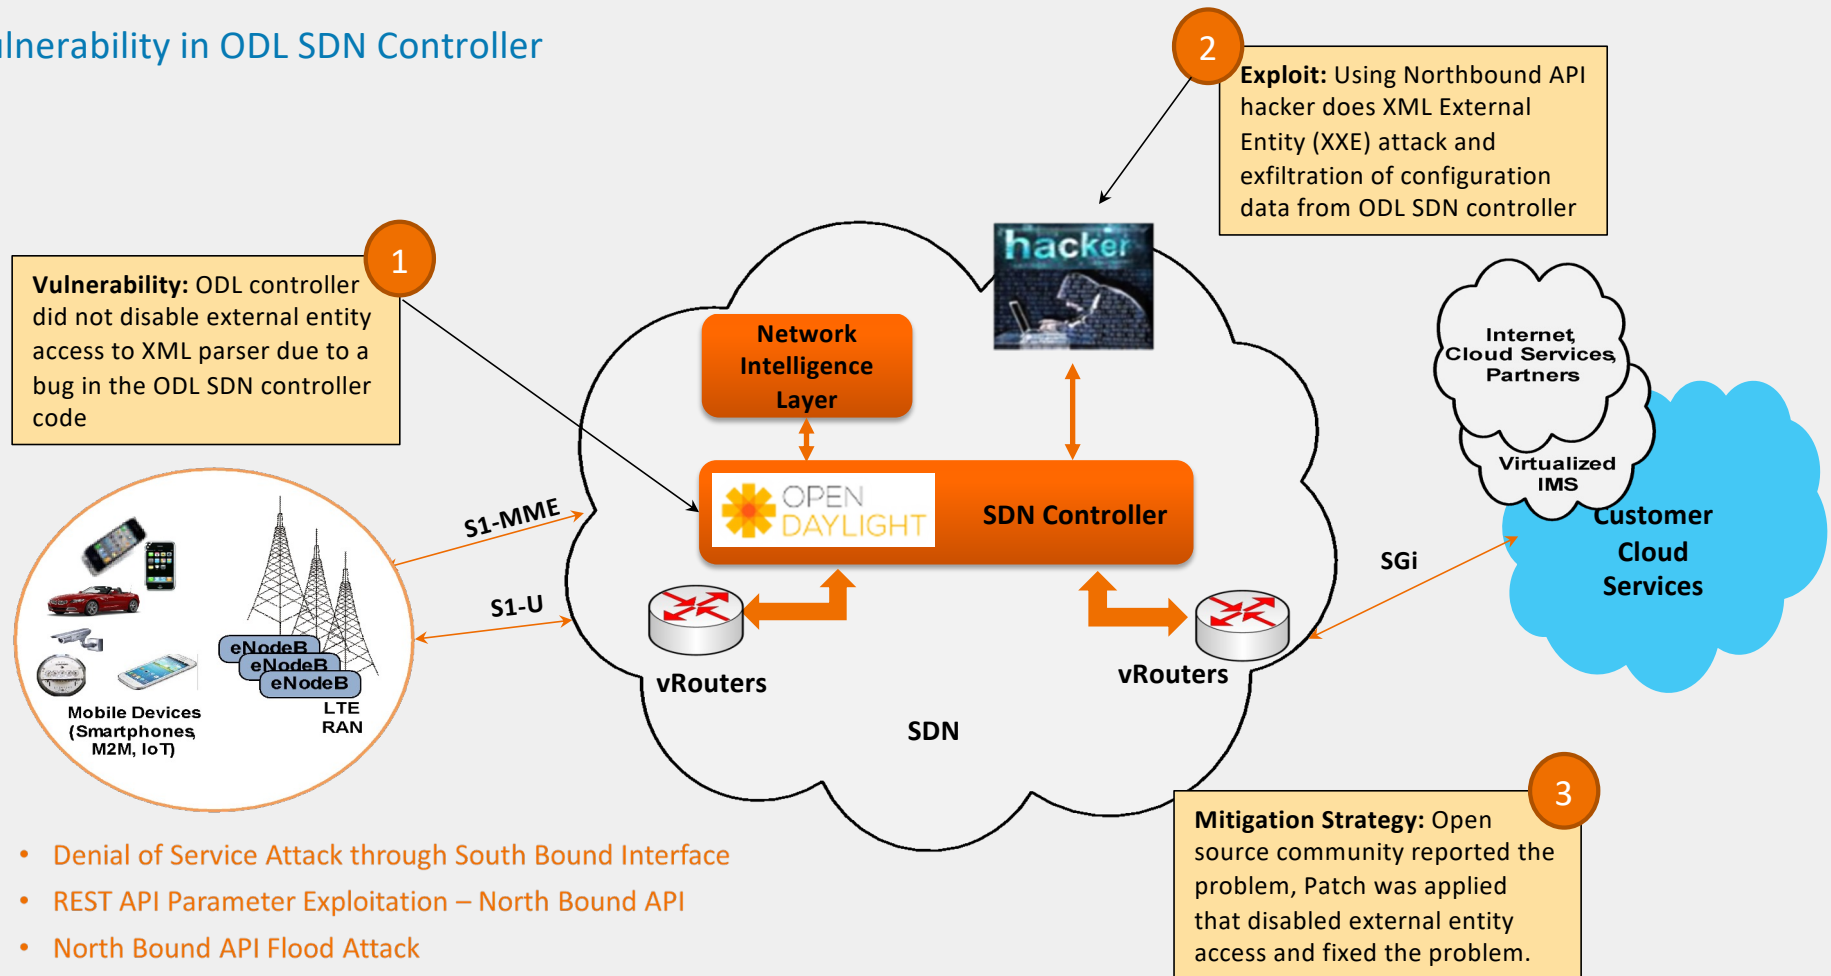 ulnerability in ODL SDN Controller
2
Exploit: Using Northbound API
hacker does XML External
Entity (XXE) attack and
exfiltration of configuration
data from ODL SDN controller
1
Vulnerability: ODL controller
did not disable external entity
access to XML parser due to a
bug in the ODL SDN controller
code
hacker
Network
Intelligence
Layer
OPEN
DAYLIGHT
SDN Controller
Internet,
Cloud Services,
Partners
Virtualized
IMS
Customer
Cloud
Services
S1-MME
S1-U
SGi
eNodeB
eNodeB
eNodeB
LTE
RAN
Mobile Devices
(Smartphones,
M2M, IoT)
vRouters
vRouters
SDN
3
Mitigation Strategy: Open
source community reported the
problem, Patch was applied
that disabled external entity
access and fixed the problem.
• Denial of Service Attack through South Bound Interface
• REST API Parameter Exploitation – North Bound API
• North Bound API Flood Attack